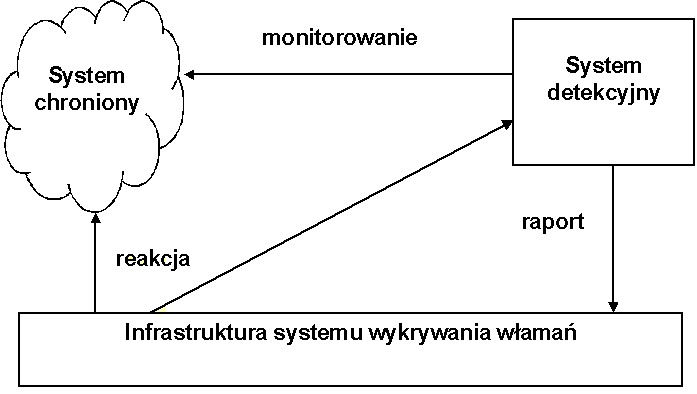 monitorowanie
System
chroniony
System
detekcyjny
raport
reakcja
Infrastruktura systemu wykrywania włamań